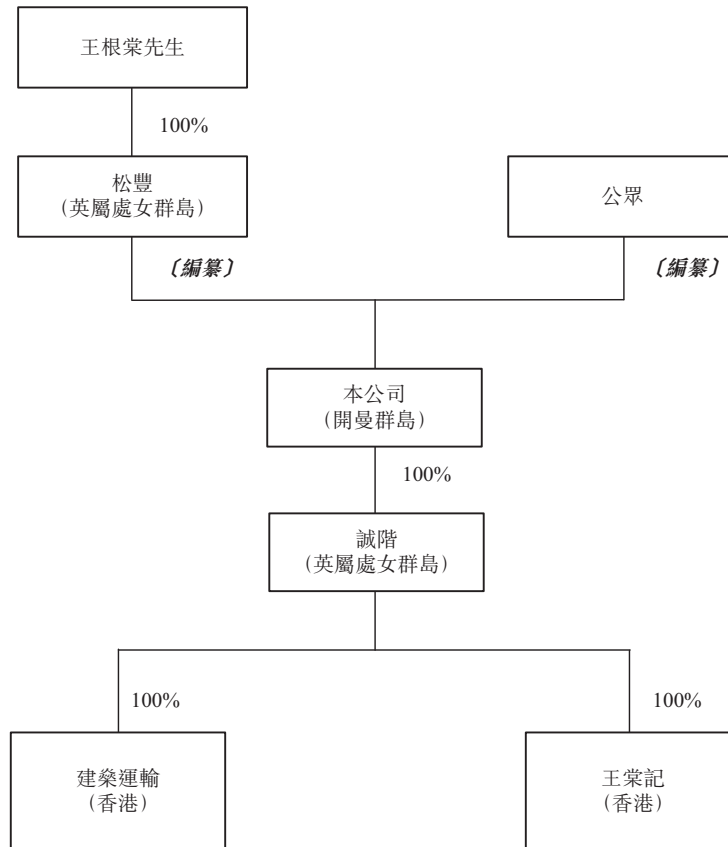 王根棠先生
100%
松豐
(英屬處女群島)
公眾
〔編纂〕
〔編纂〕
本公司
(開曼群島)
100%
誠階
(英屬處女群島)
100%
100%
建燊運輸
(香港)
王棠記
(香港)